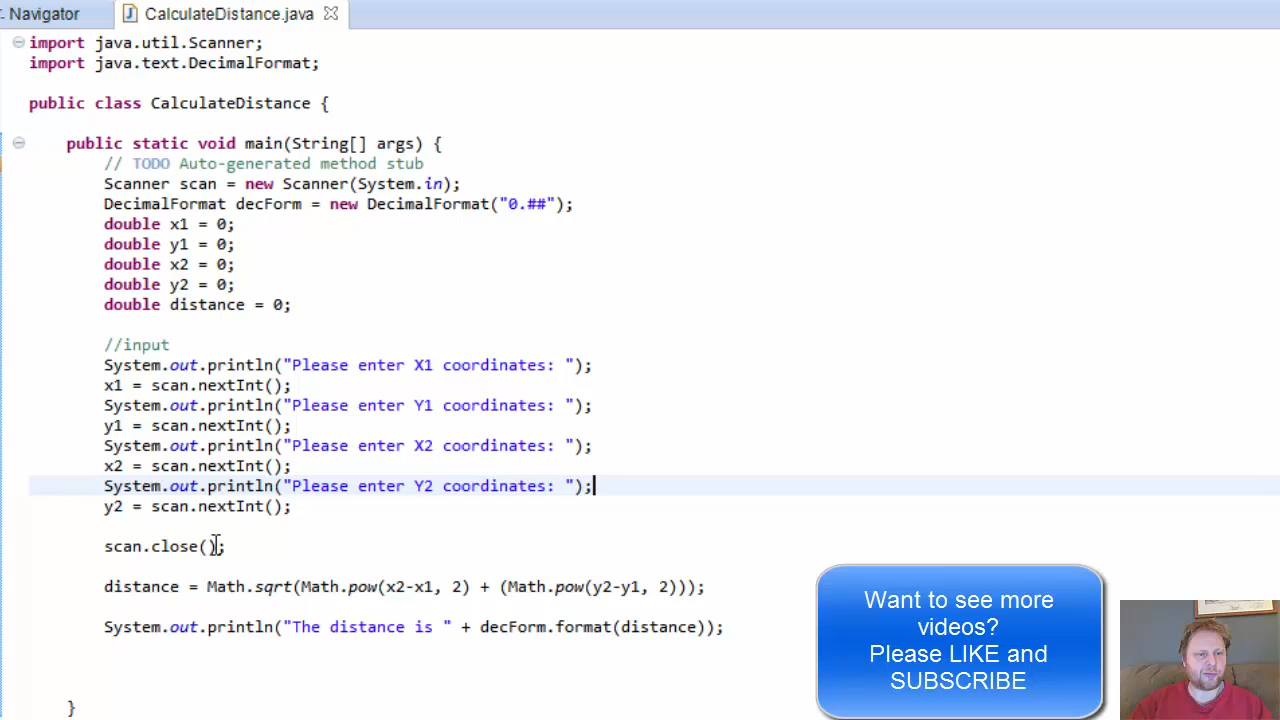 Navigator
CalculateDistance.java
import java.util.Scanner;
import java.text.DecimalFormat;
public class CalculateDistance {
public static void main(String[] args) {
// TODO Auto-generated method stub
Scanner scan = new Scanner(System.in);
DecimalFormat decForm = new DecimalFormat("0.##");
double x1 = 0;
double y1 = 0;
double x2 = 0;
double y2 = 0;
double distance = 0;
//input
System.out.println("Please enter X1 coordinates: ");
x1 = scan.nextInt();
System.out.println("Please enter Y1 coordinates: ");
y1 = scan.nextInt();
System.out.println("Please enter X2 coordinates: ");
x2 = scan.nextInt();
System.out.println("Please enter Y2 coordinates: ");
y2 = scan.nextInt();
scan.close();
distance = Math.sqrt(Math.pow(x2-x1, 2) + (Math.pow(y2-y1, 2)));
System.out.println("The distance is " + decForm.format(distance));
}
Want to see more
videos?
Please LIKE and
SUBSCRIBE